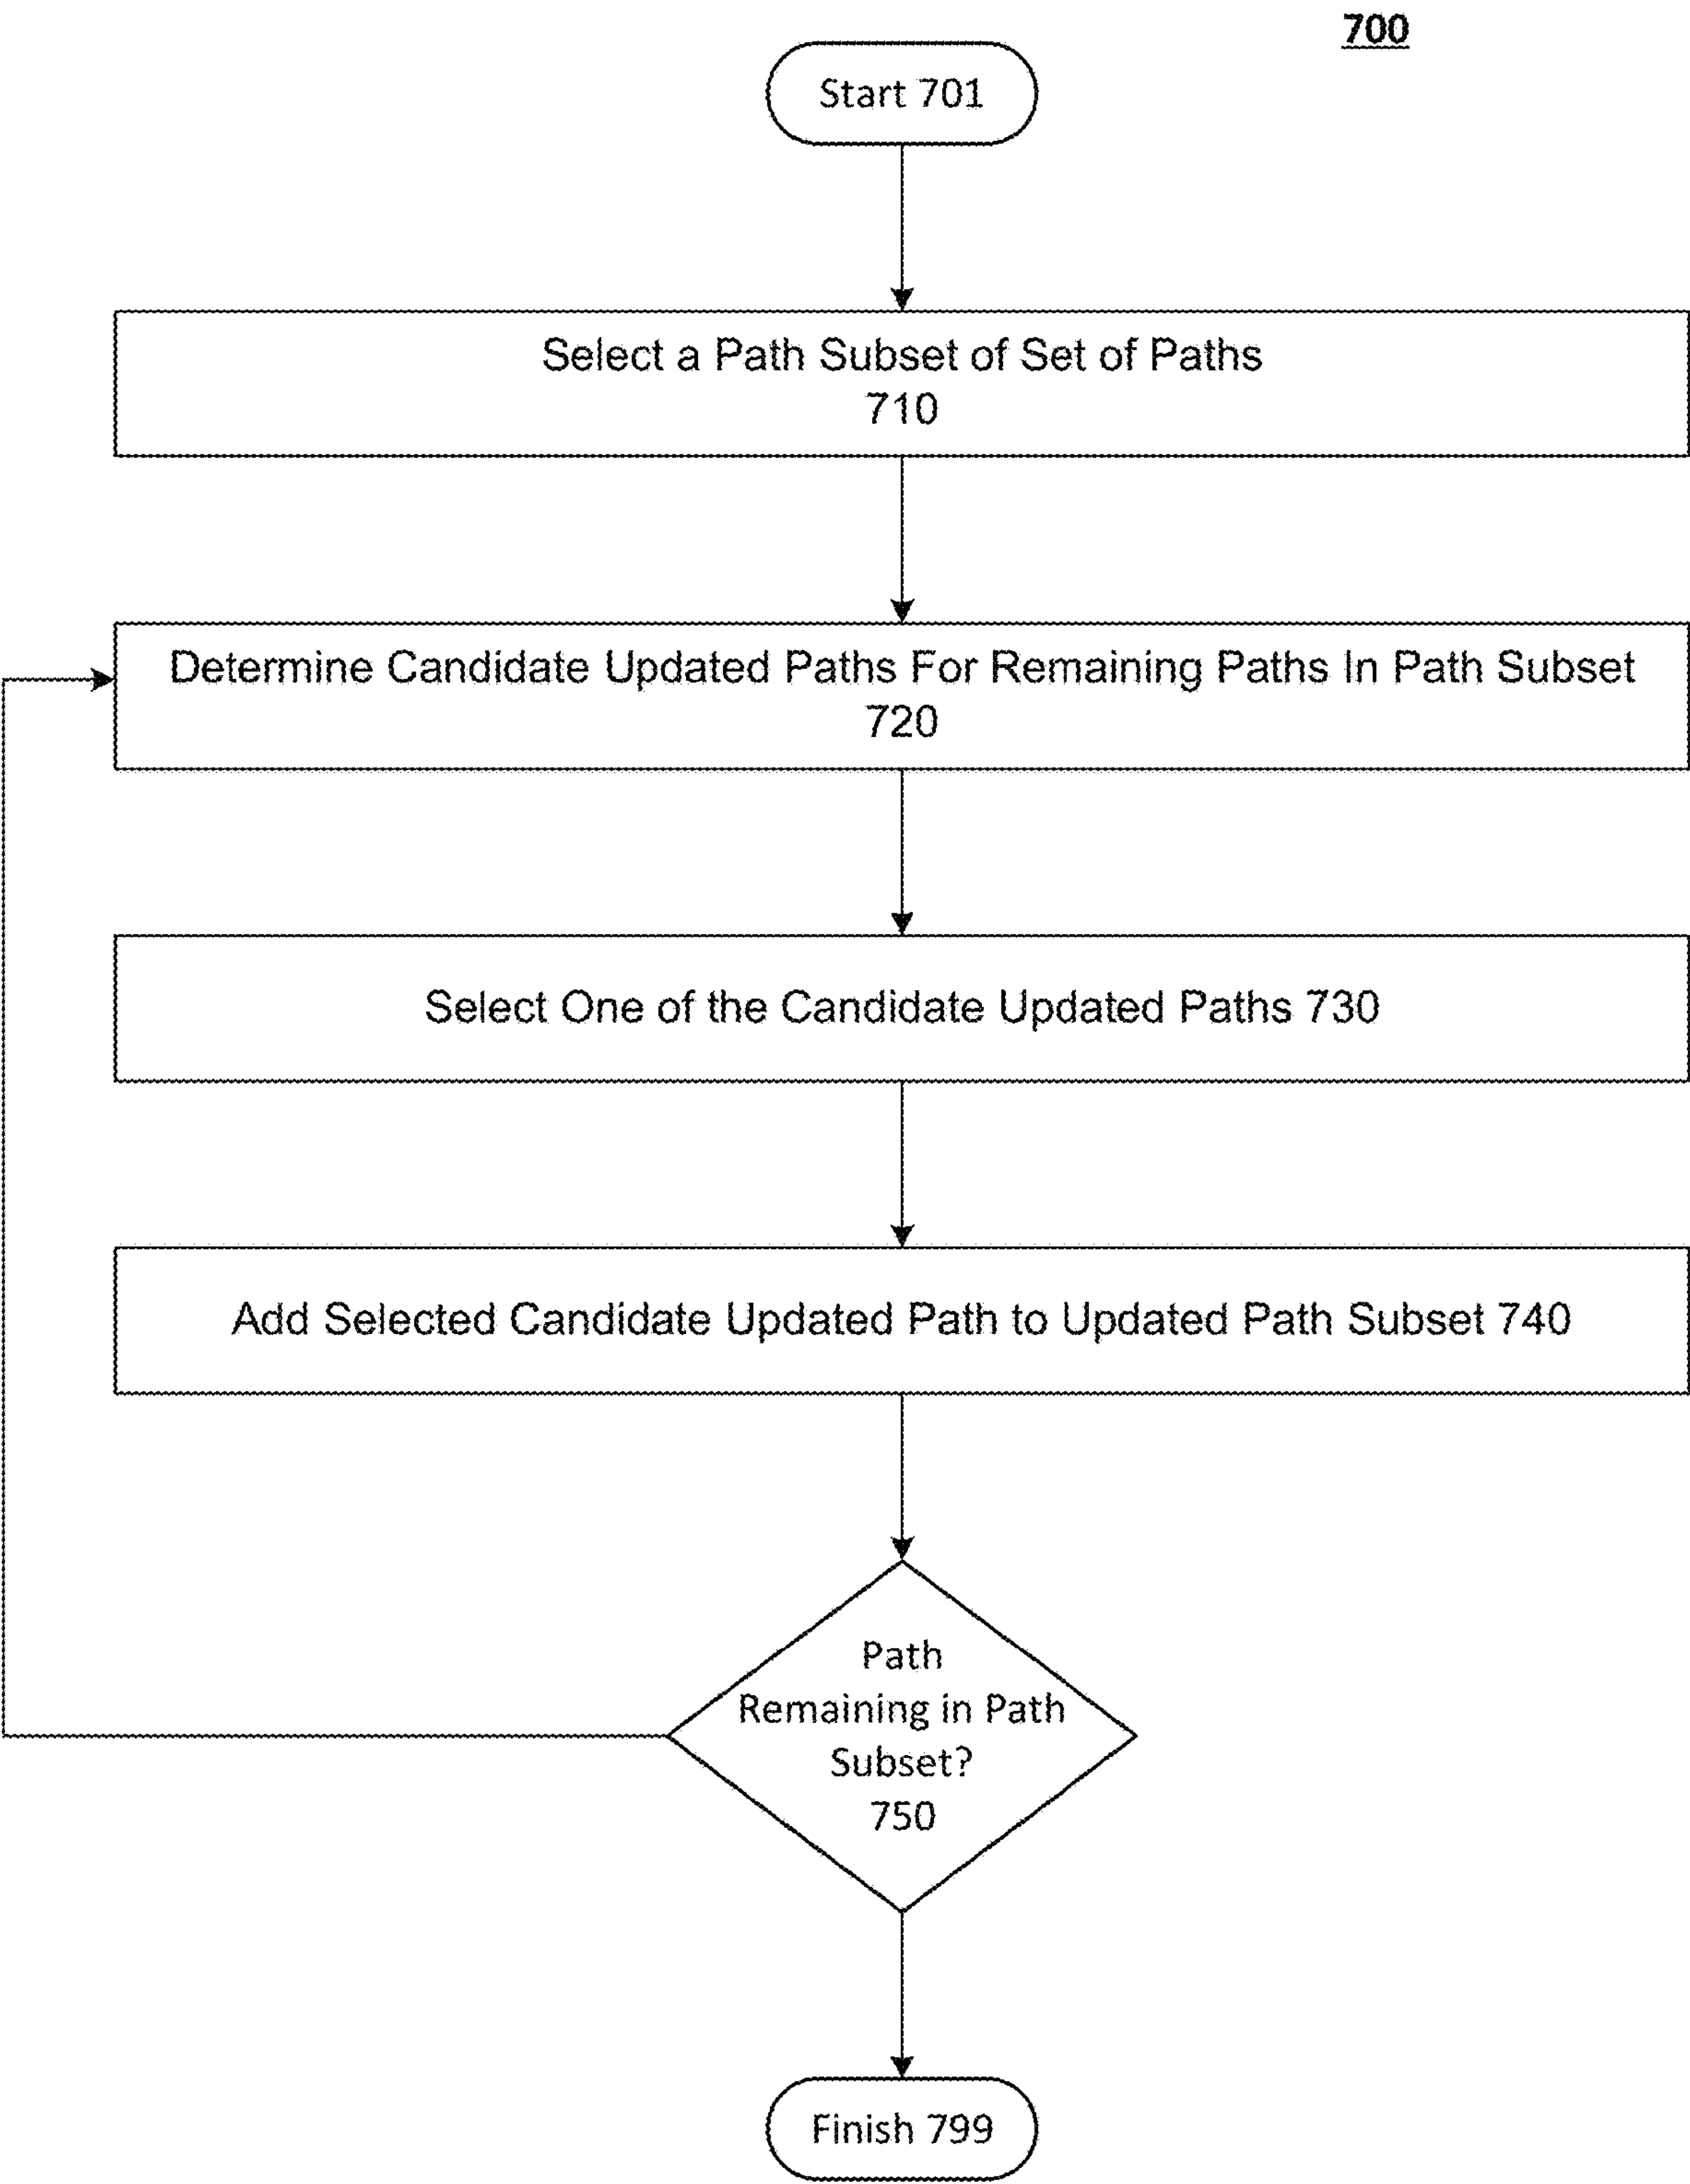 700
Start 701
Select a Path Subset of Set of Paths
710
Determine Candidate Updated Paths For Remaining Paths In Path Subset
720
Select One of the Candidate Updated Paths 730
Add Selected Candidate Updated Path to Updated Path Subset 740
Path
Remaining in Path
Subset?
750
Finish 799